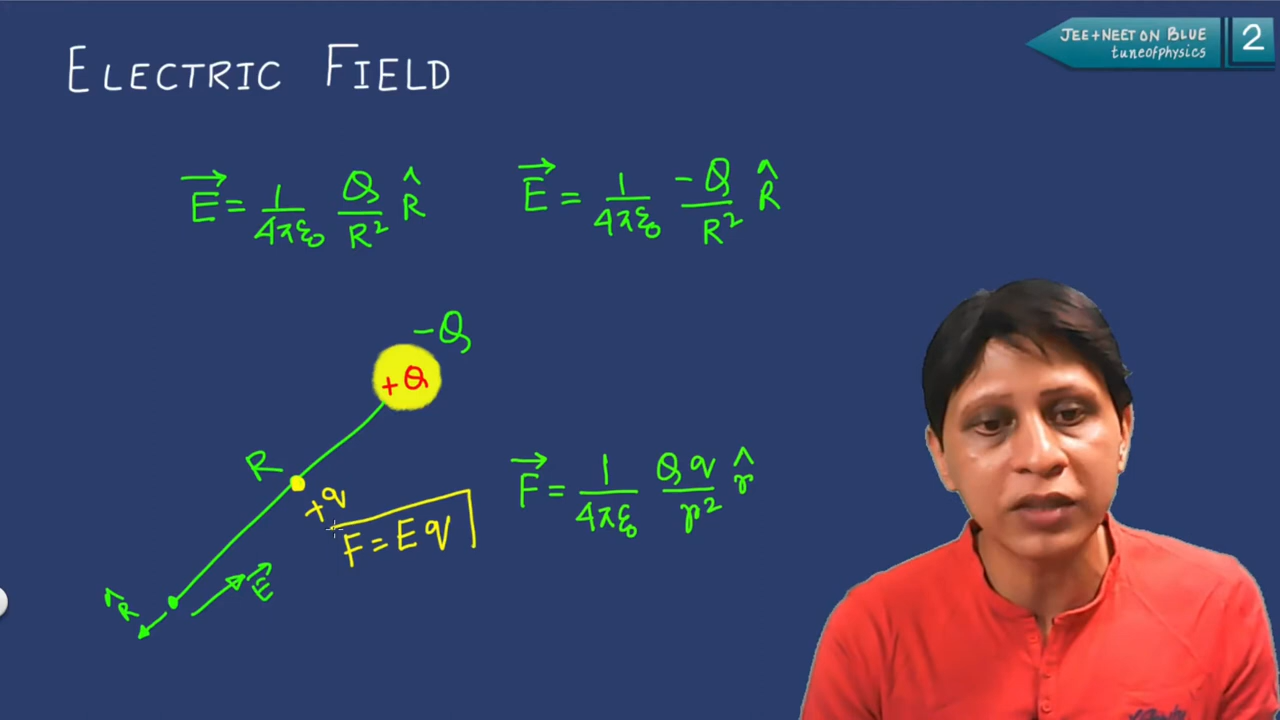 ELECTRIC FIELD
JEE+NEET ON BLUE
tuneofphysics
2
E = 1/4πε₀ Q/R² R̂
E = 1/4πε₀ -Q/R² R̂
-Q
+Q
R
+q
F = Eq
F = 1/4πε₀ Qq/r² r̂
R̂
E